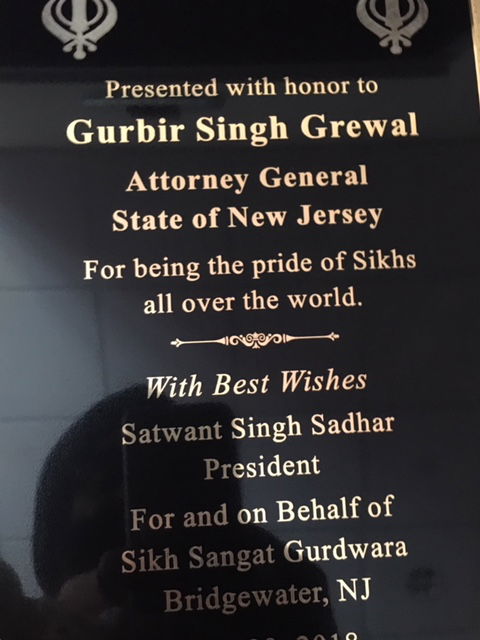 Presented with honor to
Gurbir Singh Grewal
Attorney General
State of New Jersey
For being the pride of Sikhs
all over the world.
With Best Wishes
Satwant Singh Sadhar
President
For and on Behalf of
Sikh Sangat Gurdwara
Bridgewater, NJ
2018